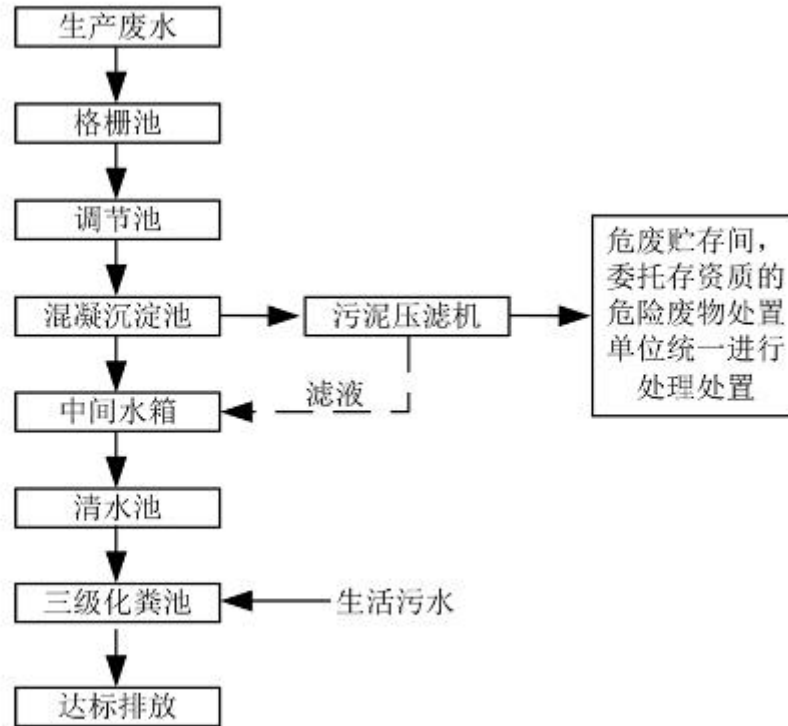 生产废水
格栅池
调节池
混凝沉淀池
污泥压滤机
危废贮存间，
委托存资质的
危险废物处置
单位统一进行
处理处置
滤液
中间水箱
清水池
三级化粪池
生活污水
达标排放